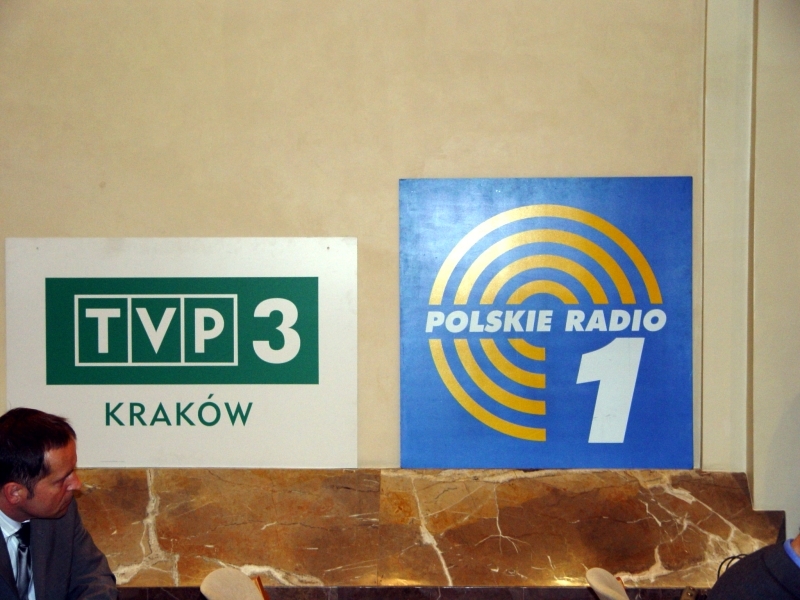 TVP 3
KRAKÓW
POLSKIE RADIO
1